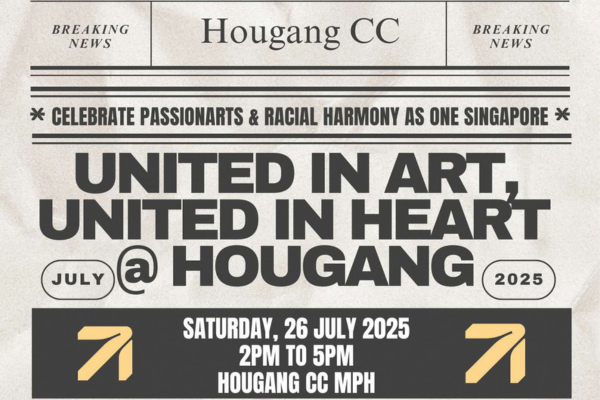 BREAKING NEWS
Hougang CC
BREAKING NEWS
* CELEBRATE PASSIONARTS & RACIAL HARMONY AS ONE SINGAPORE *
UNITED IN ART,
UNITED IN HEART
JULY @ HOUGANG 2025
SATURDAY, 26 JULY 2025
2PM TO 5PM
HOUGANG CC MPH